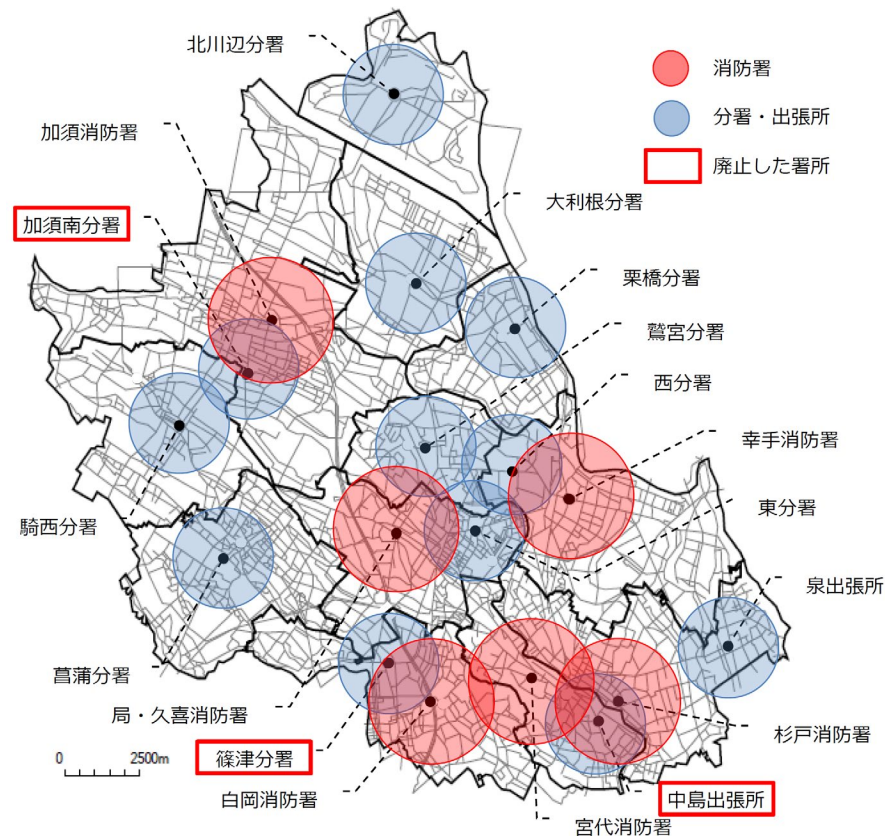 北川辺分署
消防署
加須消防署
分署・出張所
廃止した署所
大利根分署
加須南分署
栗橋分署
鷲宮分署
西分署
幸手消防署
東分署
騎西分署
泉出張所
菖蒲分署
局・久喜消防署
杉戸消防署
0 2500m
篠津分署
白岡消防署
中島出張所
宮代消防署